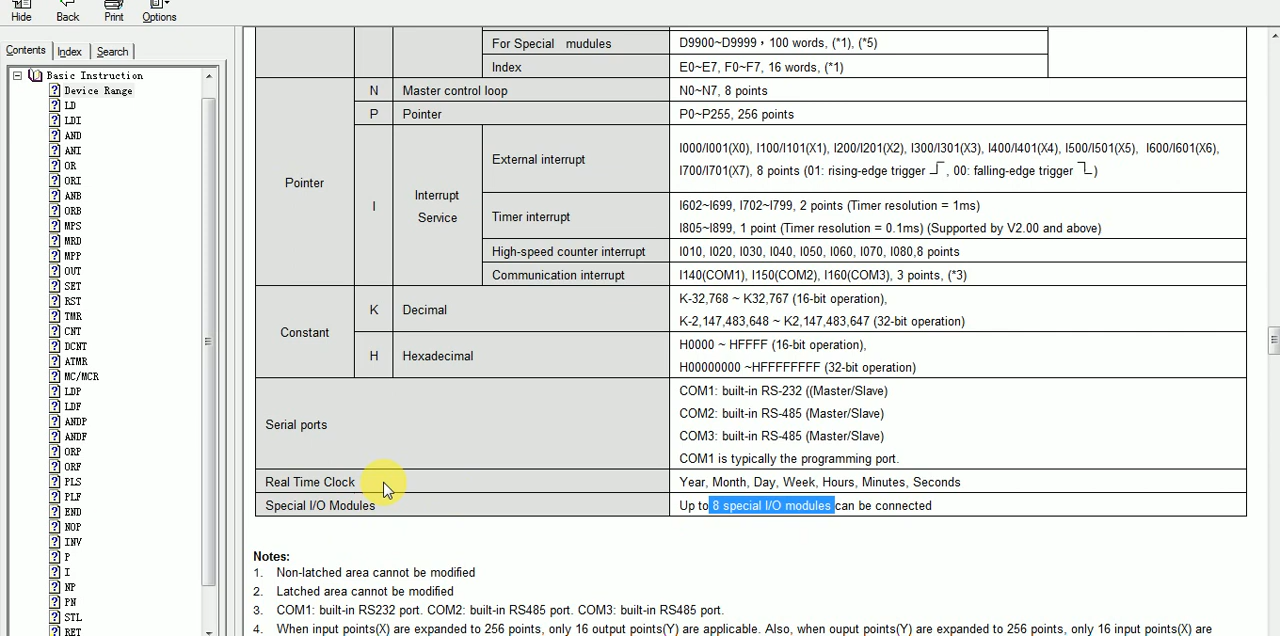 Hide
Back
Print
Options
Contents
Index
Search
Basic Instruction
Device Range
LD
LDI
AND
ANI
OR
ORI
ANB
ORB
MPS
MRD
MPP
OUT
SET
RST
TMR
CNT
DCNT
ATMR
MC/MCR
LDP
LDF
ANDP
ANDF
ORP
ORF
PLS
PLF
END
NOP
INV
P
I
NP
PN
STL
RET
For Special mudules
D9900~D9999，100 words, (*1), (*5)
Index
E0~E7, F0~F7, 16 words, (*1)
Pointer
N
Master control loop
N0~N7, 8 points
P
Pointer
P0~P255, 256 points
I
Interrupt
Service
External interrupt
I000/I001(X0), I100/I101(X1), I200/I201(X2), I300/I301(X3), I400/I401(X4), I500/I501(X5), I600/I601(X6),
I700/I701(X7), 8 points (01: rising-edge trigger , 00: falling-edge trigger )
Timer interrupt
I602~I699, I702~I799, 2 points (Timer resolution = 1ms)
I805~I899, 1 point (Timer resolution = 0.1ms) (Supported by V2.00 and above)
High-speed counter interrupt
I010, I020, I030, I040, I050, I060, I070, I080,8 points
Communication interrupt
I140(COM1), I150(COM2), I160(COM3), 3 points, (*3)
Constant
K
Decimal
K-32,768 ~ K32,767 (16-bit operation),
K-2,147,483,648 ~ K2,147,483,647 (32-bit operation)
H
Hexadecimal
H0000 ~ HFFFF (16-bit operation),
H00000000 ~HFFFFFFFF (32-bit operation)
Serial ports
COM1: built-in RS-232 ((Master/Slave)
COM2: built-in RS-485 (Master/Slave)
COM3: built-in RS-485 (Master/Slave)
COM1 is typically the programming port.
Real Time Clock
Year, Month, Day, Week, Hours, Minutes, Seconds
Special I/O Modules
Up to 8 special I/O modules can be connected
Notes:
1. Non-latched area cannot be modified
2. Latched area cannot be modified
3. COM1: built-in RS232 port. COM2: built-in RS485 port. COM3: built-in RS485 port.
4. When input points(X) are expanded to 256 points, only 16 output points(Y) are applicable. Also, when ouput points(Y) are expanded to 256 points, only 16 input points(X) are